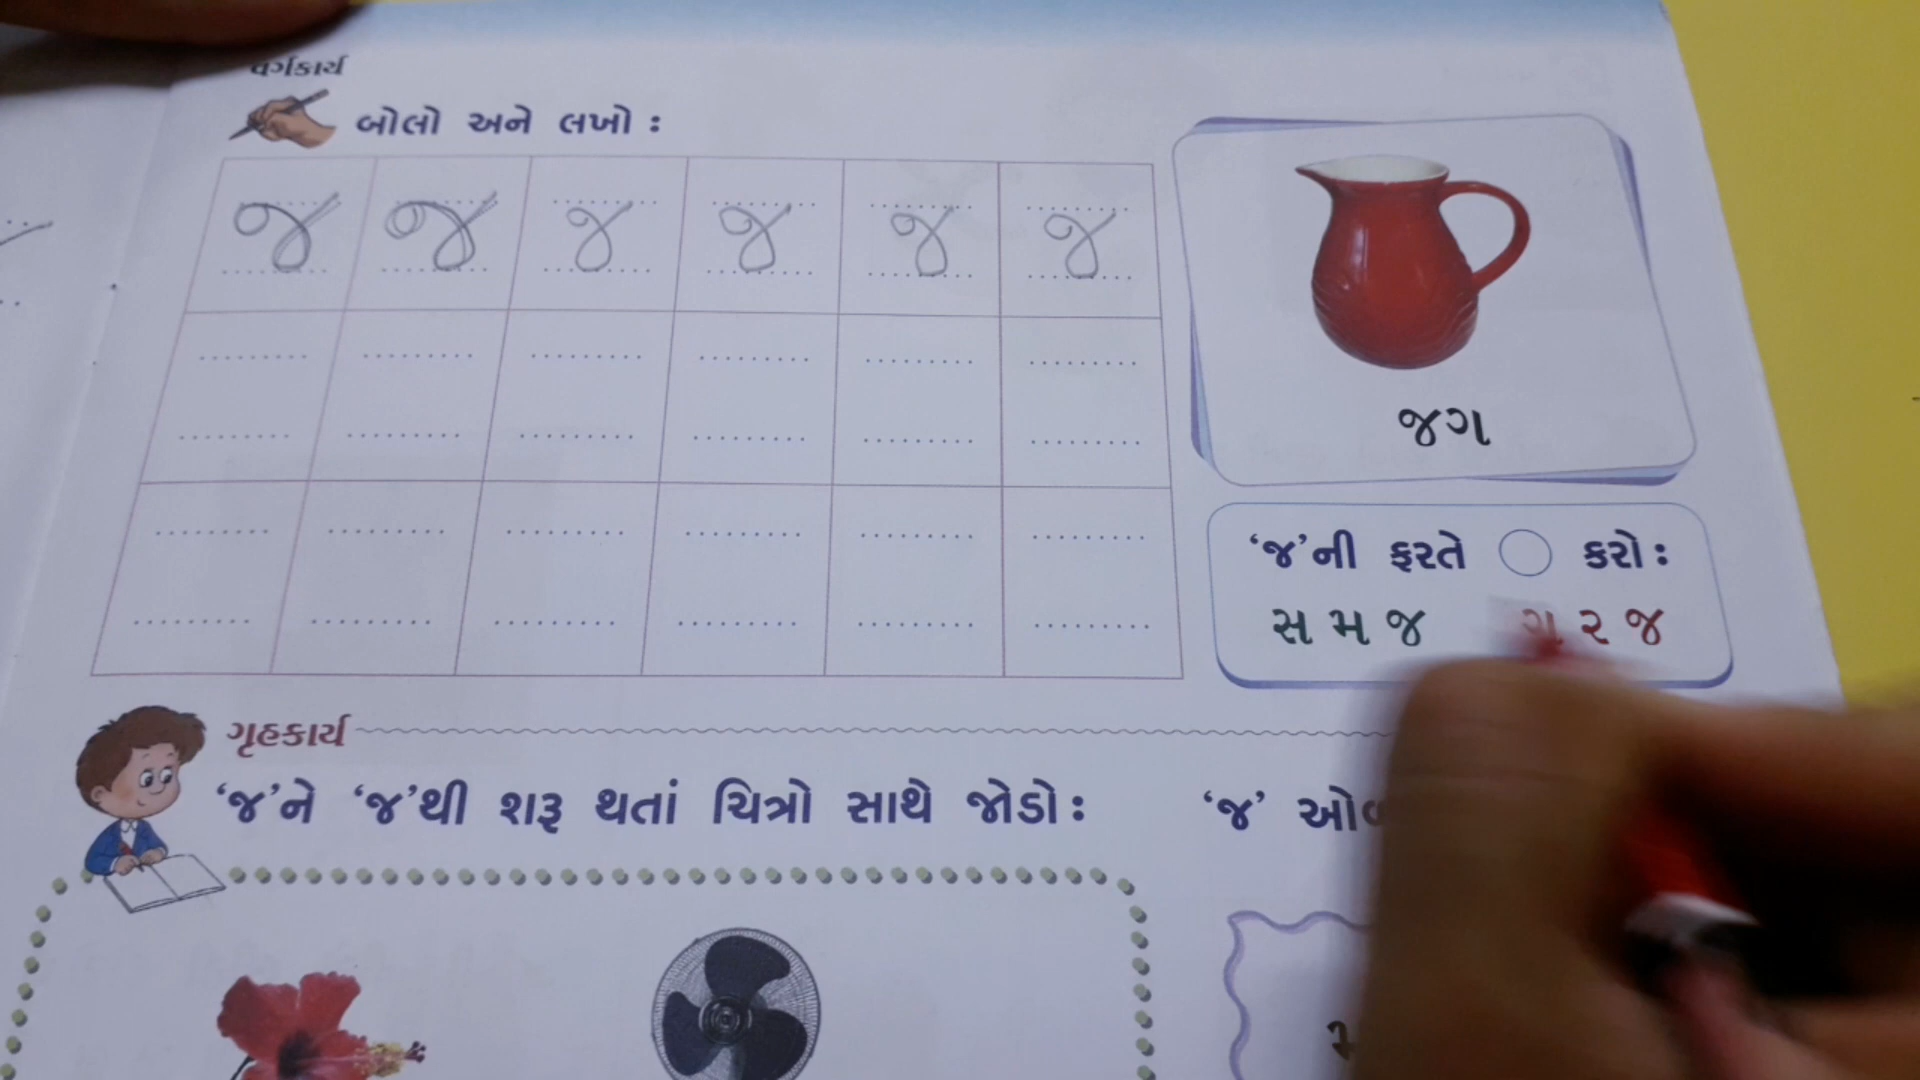 વર્ગકાર્ય
બોલો અને લખો :
જ જ જ જ જ જ
જગ
‘જ’ની ફરતે ○ કરો :
સ મ જ ગ ર જ
ગૃહકાર્ય
‘જ’ને ‘જ’થી શરૂ થતાં ચિત્રો સાથે જોડો :
‘જ’